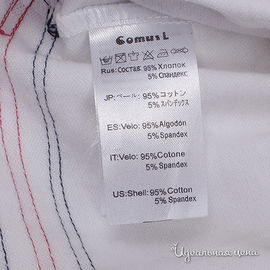 Gomus L
Rus: Состав: 95% Хлопок
5% Спандекс
JP: ベール: 95% コットン
5% スパンデックス
ES: Velo: 95% Algodón
5% Spandex
IT: Velo: 95% Cotone
5% Spandex
US: Shell: 95% Cotton
5% Spandex
Идеальная цена